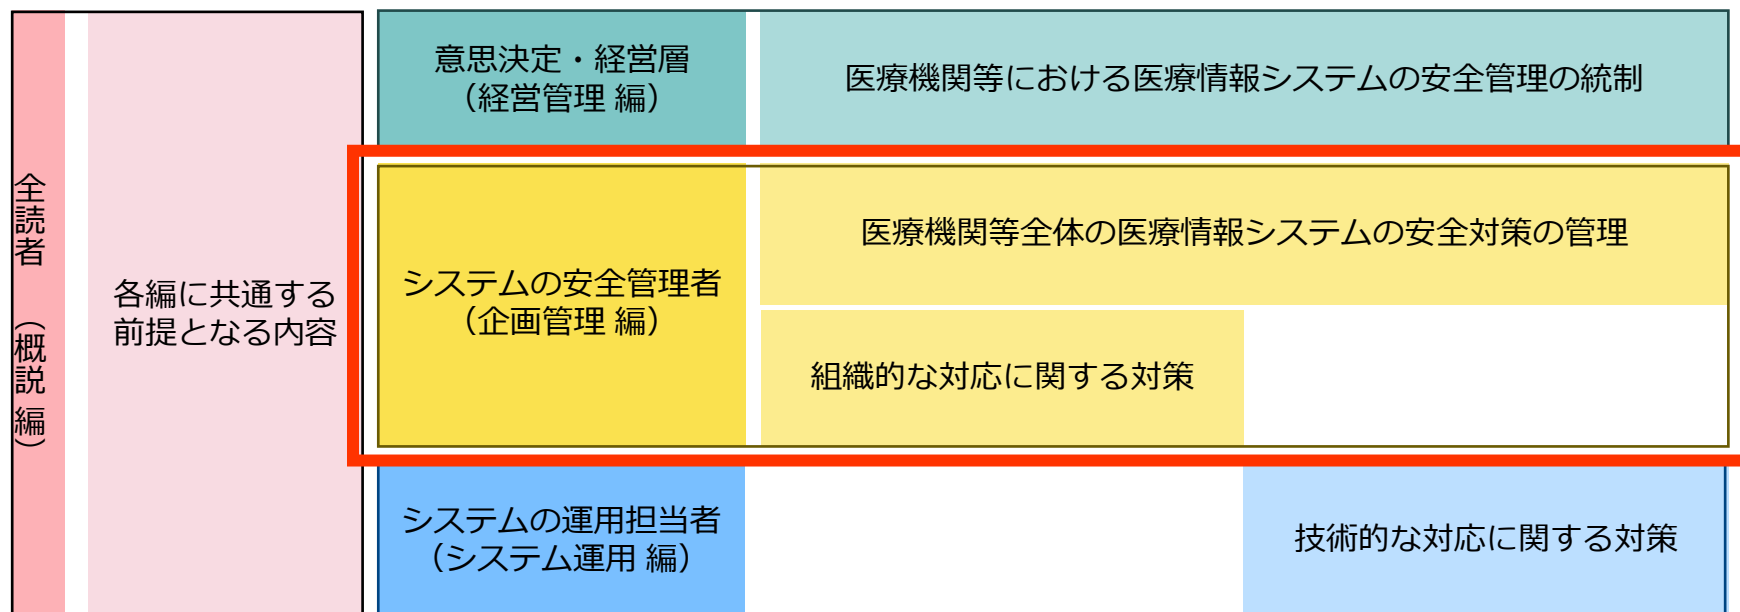 全読者 （概説 編）
各編に共通する
前提となる内容
意思決定・経営層
（経営管理 編）
医療機関等における医療情報システムの安全管理の統制
システムの安全管理者
（企画管理 編）
医療機関等全体の医療情報システムの安全対策の管理
組織的な対応に関する対策
システムの運用担当者
（システム運用 編）
技術的な対応に関する対策